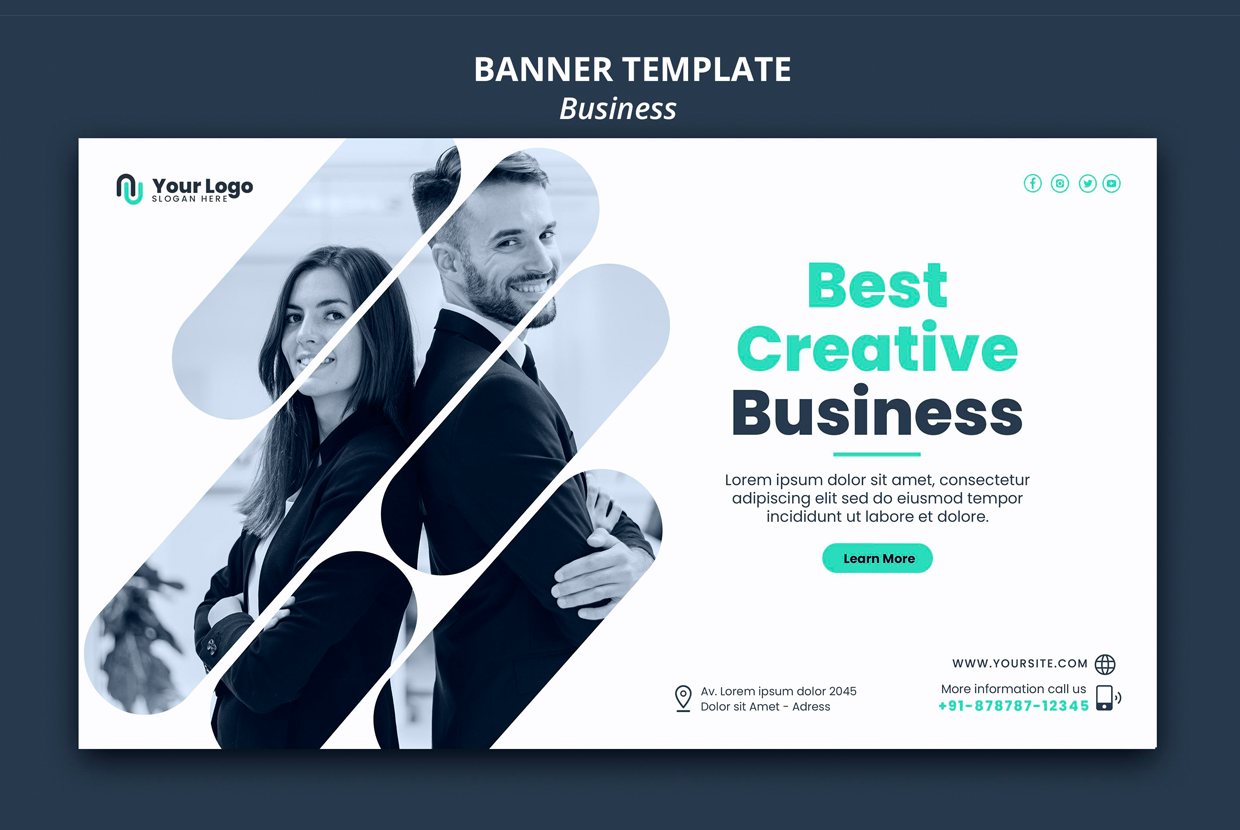 BANNER TEMPLATE
Business
Your Logo
SLOGAN HERE
Best
Creative
Business
Lorem ipsum dolor sit amet, consectetur
adipiscing elit sed do eiusmod tempor
incididunt ut labore et dolore.
Learn More
WWW.YOURSITE.COM
Av. Lorem ipsum dolor 2045
Dolor sit Amet - Adress
More information call us
+91-878787-12345